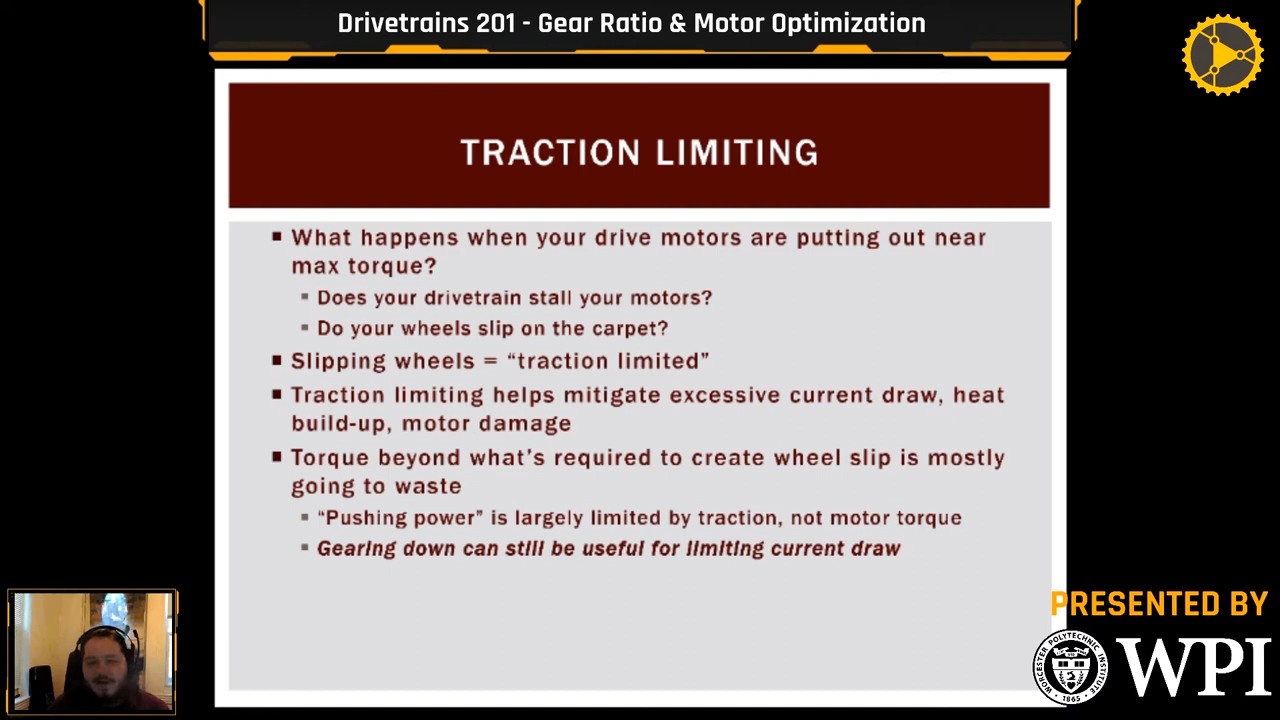 Drivetrains 201 - Gear Ratio & Motor Optimization
TRACTION LIMITING
What happens when your drive motors are putting out near
max torque?
Does your drivetrain stall your motors?
Do your wheels slip on the carpet?
Slipping wheels = “traction limited”
Traction limiting helps mitigate excessive current draw, heat
build-up, motor damage
Torque beyond what’s required to create wheel slip is mostly
going to waste
“Pushing power” is largely limited by traction, not motor torque
Gearing down can still be useful for limiting current draw
PRESENTED BY
WORCESTER POLYTECHNIC INSTITUTE
1865
WPI